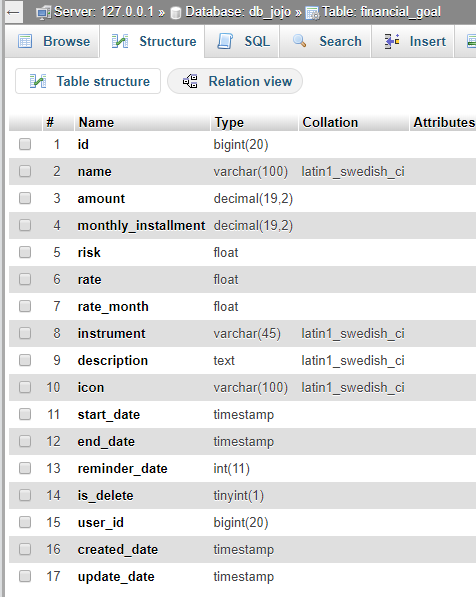 Server: 127.0.0.1 » Database: db_jojo » Table: financial_goal
Browse Structure SQL Search Insert
Table structure Relation view
# Name Type Collation Attributes
1 id bigint(20)
2 name varchar(100) latin1_swedish_ci
3 amount decimal(19,2)
4 monthly_installment decimal(19,2)
5 risk float
6 rate float
7 rate_month float
8 instrument varchar(45) latin1_swedish_ci
9 description text latin1_swedish_ci
10 icon varchar(100) latin1_swedish_ci
11 start_date timestamp
12 end_date timestamp
13 reminder_date int(11)
14 is_delete tinyint(1)
15 user_id bigint(20)
16 created_date timestamp
17 update_date timestamp